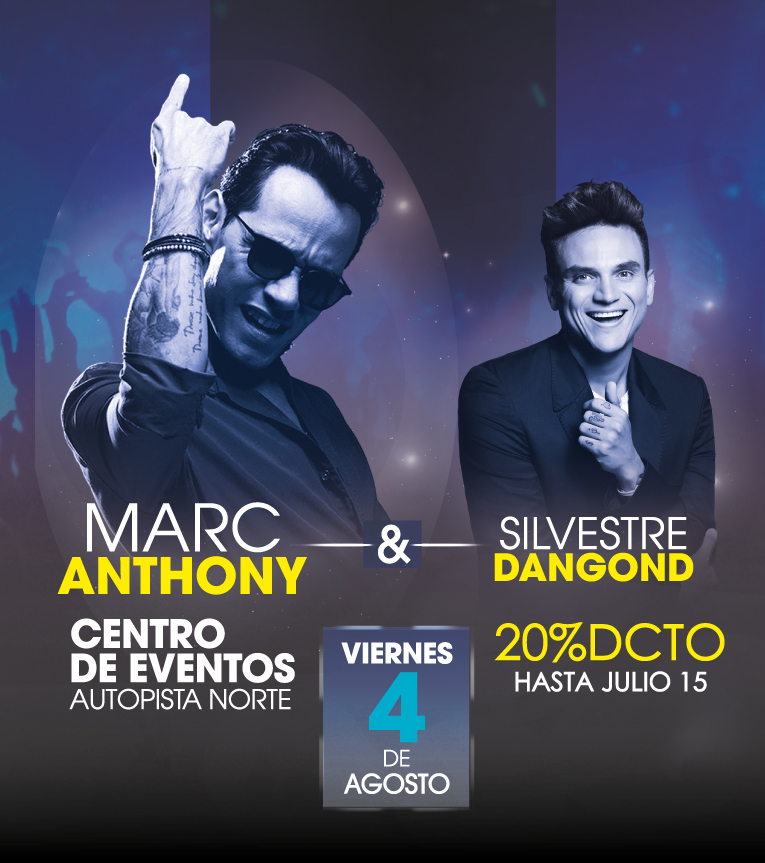 MARC
ANTHONY
&
SILVESTRE
DANGOND
CENTRO
DE EVENTOS
AUTOPISTA NORTE
VIERNES
4
DE
AGOSTO
20%DCTO
HASTA JULIO 15